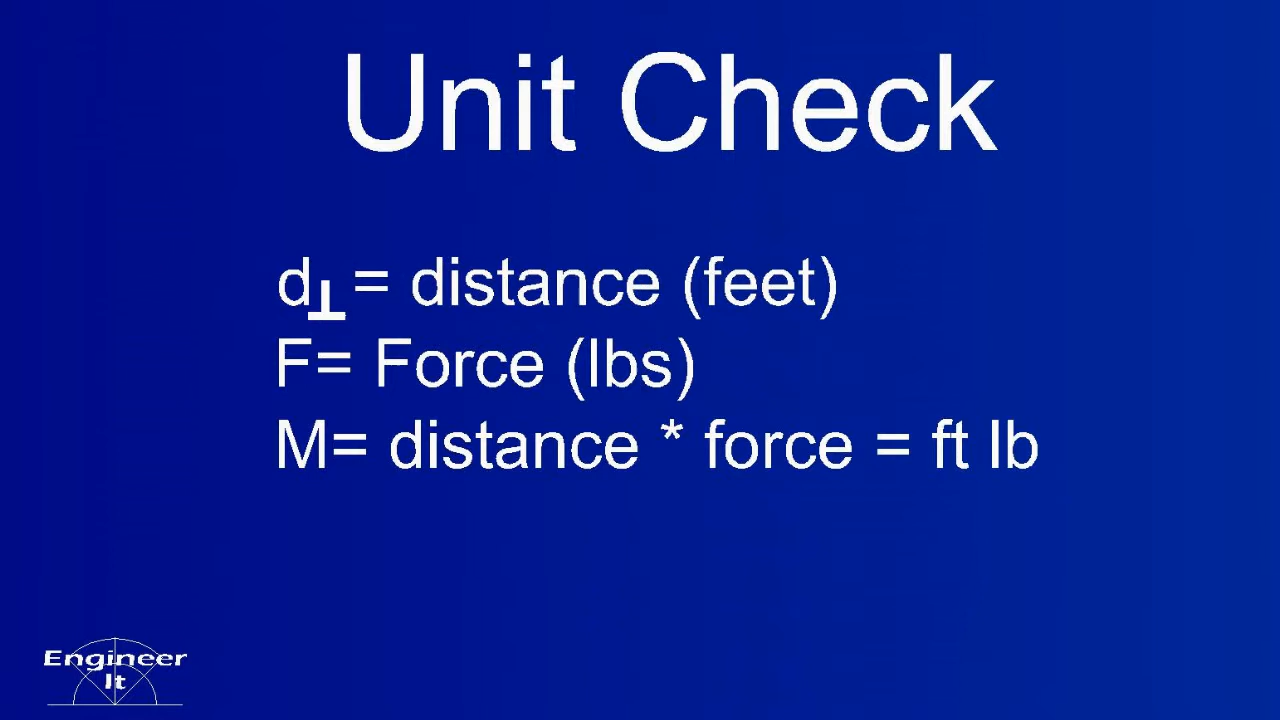 Unit Check
d⊥= distance (feet)
F= Force (lbs)
M= distance * force = ft lb
Engineer
It